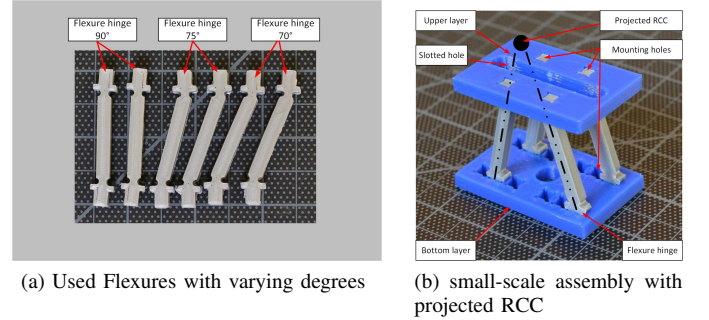 Flexure hinge
90°
Flexure hinge
75°
Flexure hinge
70°
Upper layer
Projected RCC
Slotted hole
Mounting holes
Bottom layer
Flexure hinge
(a) Used Flexures with varying degrees
(b) small-scale assembly with
projected RCC